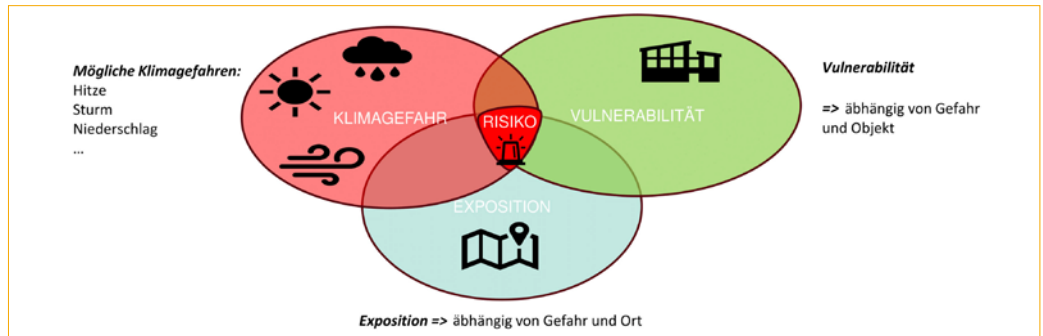 Mögliche Klimagefahren:
Hitze
Sturm
Niederschlag
...
KLIMAGEFAHR
RISIKO
VULNERABILITÄT
Vulnerabilität
=> äbhängig von Gefahr
und Objekt
EXPOSITION
Exposition => äbhängig von Gefahr und Ort